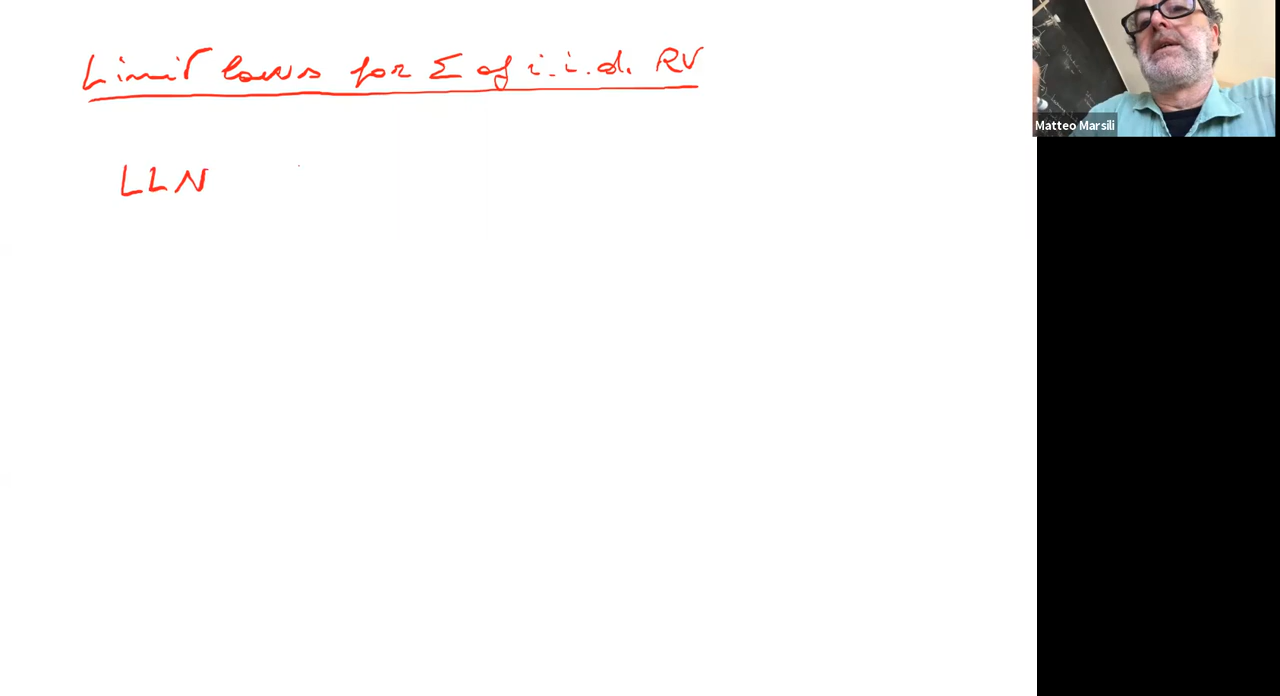 Limit laws for Σ of i.i.d. RV
LLN
Matteo Marsili